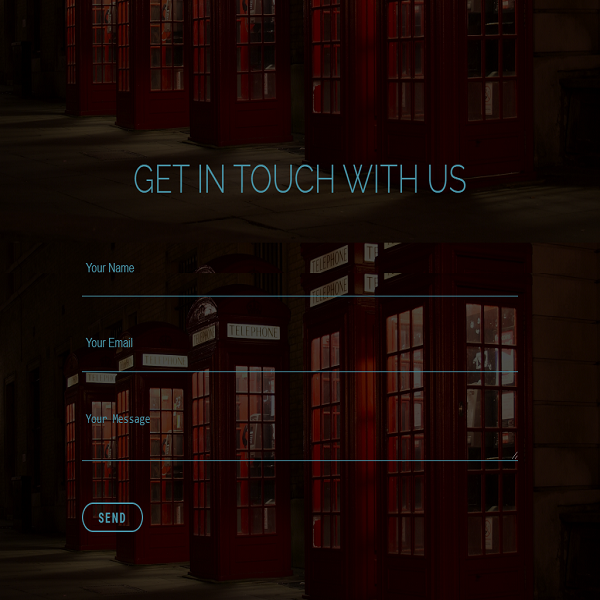 GET IN TOUCH WITH US
Your Name
TELEPHONE
TELEPHONE
TELEPHONE
Your Email
TELEPHONE
TELEPHONE
Your Message
SEND